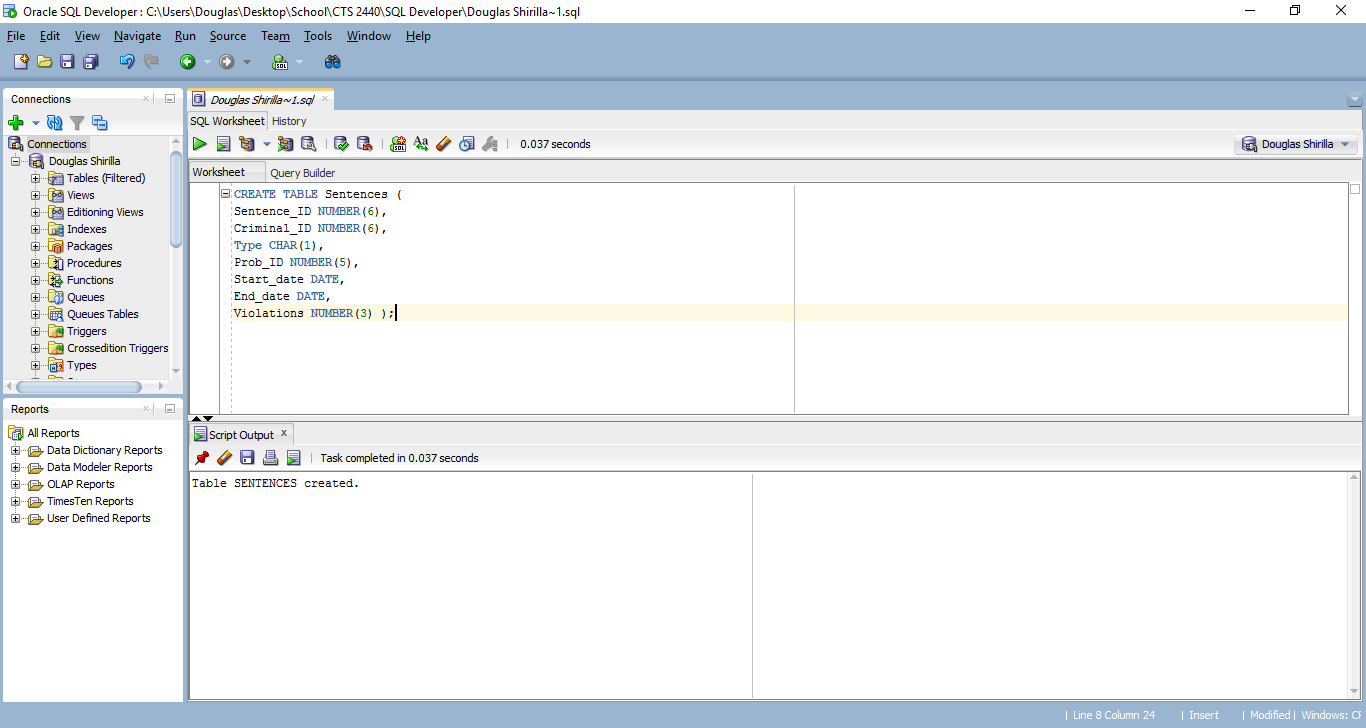 Oracle SQL Developer : C:\Users\Douglas\Desktop\School\CTS 2440\SQL Developer\Douglas Shirilla~1.sql
File Edit View Navigate Run Source Team Tools Window Help
Connections
Connections
Douglas Shirilla
Tables (Filtered)
Views
Editioning Views
Indexes
Packages
Procedures
Functions
Queues
Queues Tables
Triggers
Crossedition Triggers
Types
Reports
All Reports
Data Dictionary Reports
Data Modeler Reports
OLAP Reports
TimesTen Reports
User Defined Reports
Douglas Shirilla~1.sql
SQL Worksheet History
0.037 seconds
Douglas Shirilla
Worksheet Query Builder
CREATE TABLE Sentences (
Sentence_ID NUMBER(6),
Criminal_ID NUMBER(6),
Type CHAR(1),
Prob_ID NUMBER(5),
Start_date DATE,
End_date DATE,
Violations NUMBER(3) );
Script Output
Task completed in 0.037 seconds
Table SENTENCES created.
| Line 8 Column 24 | Insert | Modified | Windows: